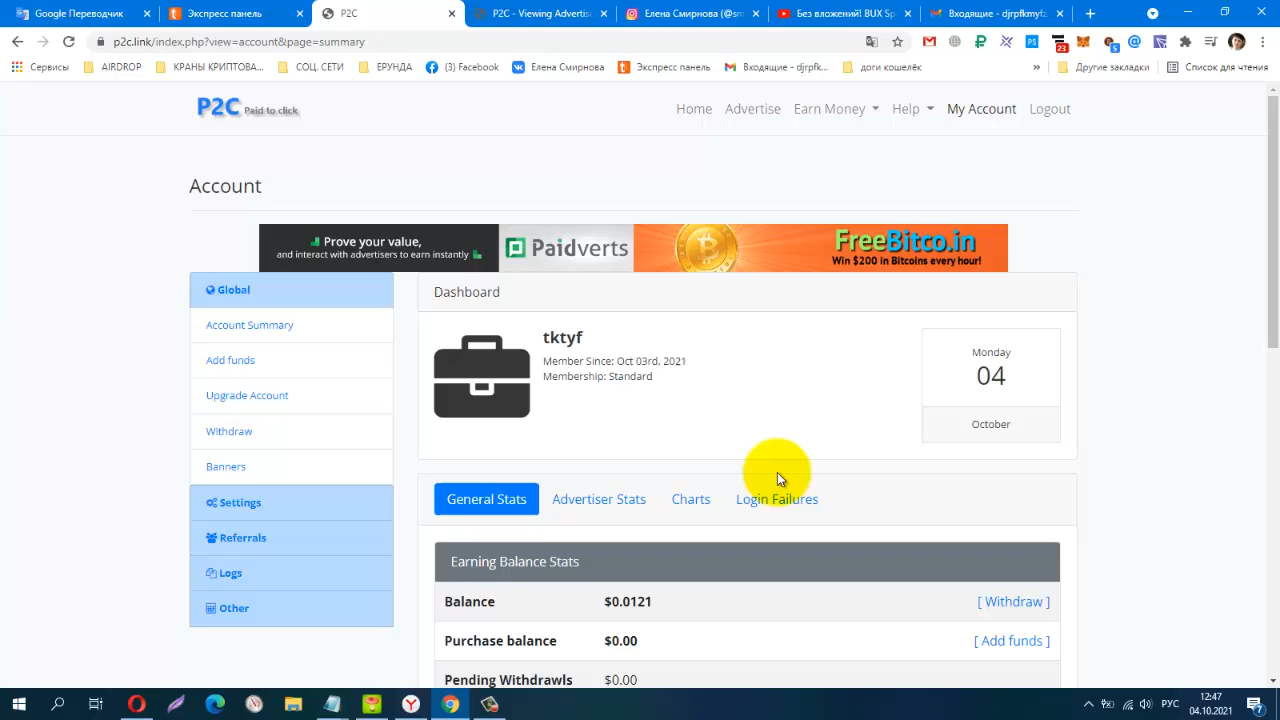 Google Переводчик
Экспресс панель
P2C
P2C - Viewing Advertise
Елена Смирнова (@sm
Без вложений! BUX Sp
Входящие - djrpfkmyfz
p2c.link/index.php?view=account&page=summary
23
5
Сервисы
AIRDROP
КРАНЫ КРИПТОВА...
СОЦ. СЕТИ
ЕРУНДА
(3) Facebook
Елена Смирнова
Экспресс панель
Входящие - djrpfk...
доги кошелёк
»
Другие закладки
Список для чтения
P2C Paid to click
Home
Advertise
Earn Money
Help
My Account
Logout
Account
Prove your value,
and interact with advertisers to earn instantly
Paidverts
FreeBitco.in
Win $200 in Bitcoins every hour!
Global
Account Summary
Add funds
Upgrade Account
Withdraw
Banners
Settings
Referrals
Logs
Other
Dashboard
tktyf
Member Since: Oct 03rd, 2021
Membership: Standard
Monday
04
October
General Stats
Advertiser Stats
Charts
Login Failures
Earning Balance Stats
Balance $0.0121 [ Withdraw ]
Purchase balance $0.00 [ Add funds ]
Pending Withdrawls $0.00
РУС
12:47
04.10.2021